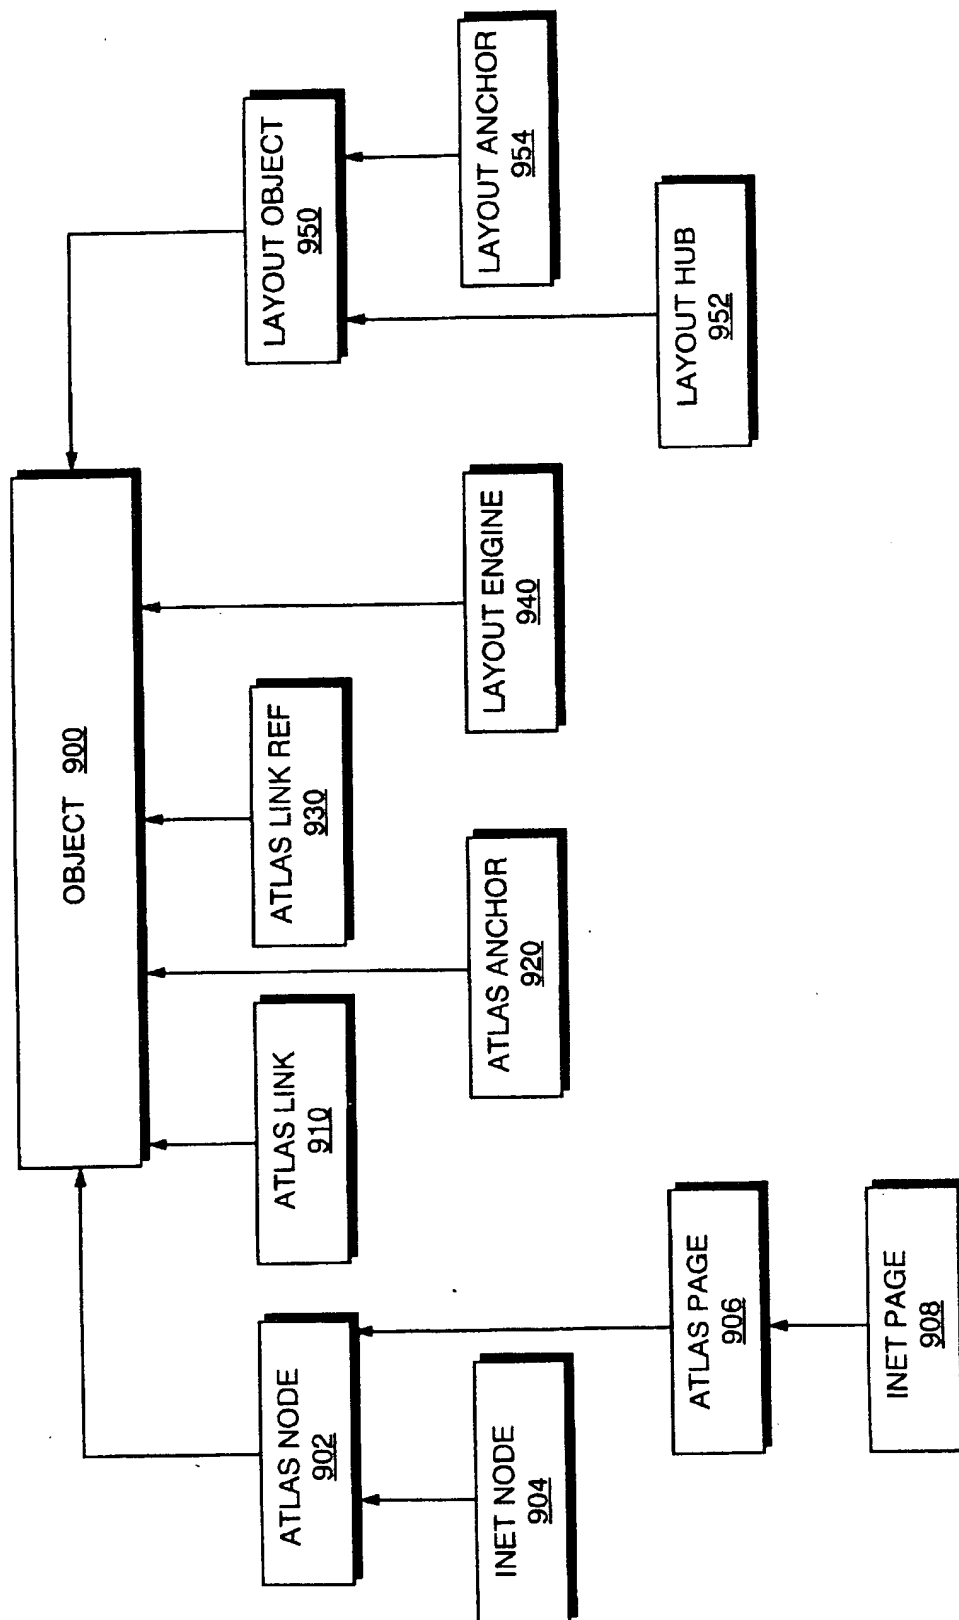 OBJECT 900
ATLAS NODE
902
ATLAS LINK
910
ATLAS LINK REF
930
LAYOUT OBJECT
950
INET NODE
904
ATLAS ANCHOR
920
LAYOUT ENGINE
940
LAYOUT ANCHOR
954
ATLAS PAGE
906
LAYOUT HUB
952
INET PAGE
908